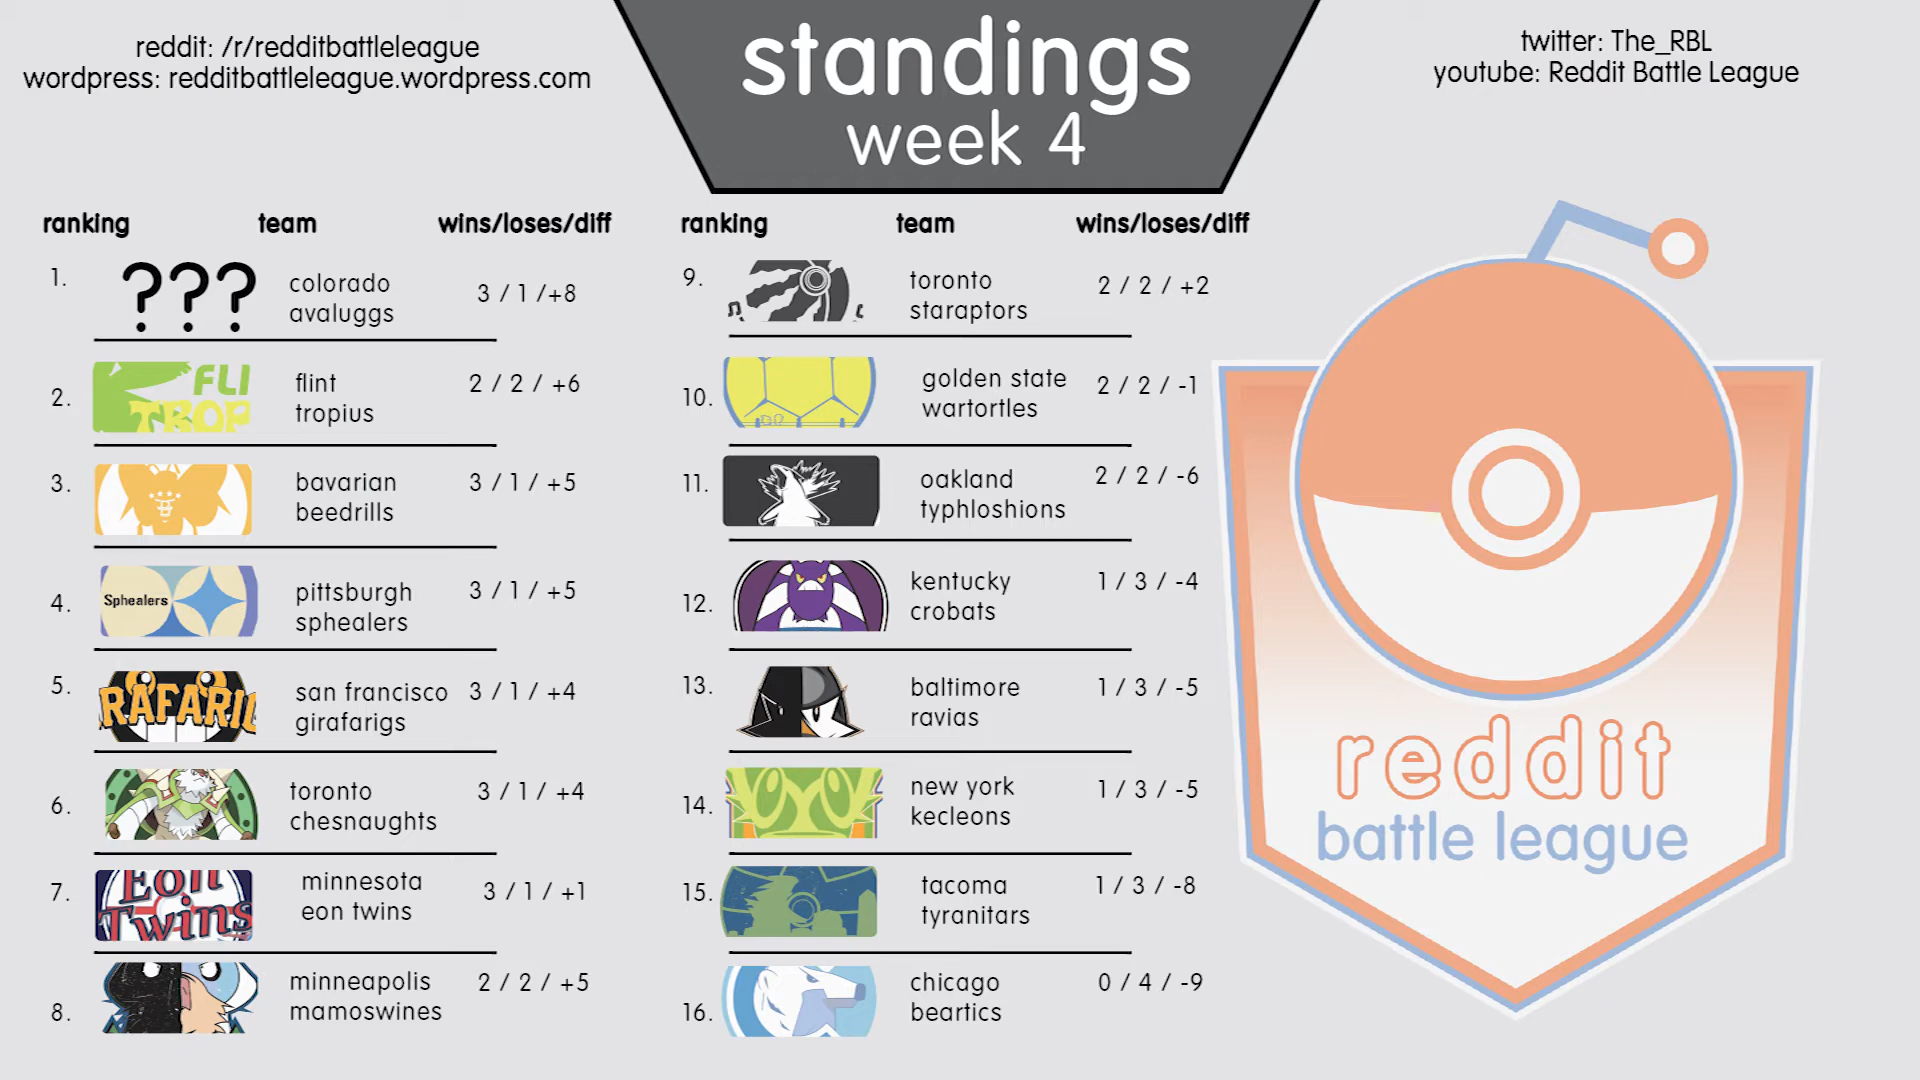 reddit: /r/redditbattleleague
wordpress: redditbattleleague.wordpress.com
standings
week 4
twitter: The_RBL
youtube: Reddit Battle League
ranking team wins/loses/diff
1. ??? colorado avaluggs 3 / 1 /+8
2. FLI TROP flint tropius 2 / 2 / +6
3. bavarian beedrills 3 / 1 / +5
4. Sphealers pittsburgh sphealers 3 / 1 / +5
5. RAFARI san francisco girafarigs 3 / 1 / +4
6. toronto chesnaughts 3 / 1 / +4
7. Eon Twins minnesota eon twins 3 / 1 / +1
8. minneapolis mamoswines 2 / 2 / +5
ranking team wins/loses/diff
9. toronto staraptors 2 / 2 / +2
10. golden state wartortles 2 / 2 / -1
11. oakland typhloshions 2 / 2 / -6
12. kentucky crobats 1 / 3 / -4
13. baltimore ravias 1 / 3 / -5
14. new york kecleons 1 / 3 / -5
15. tacoma tyranitars 1 / 3 / -8
16. chicago beartics 0 / 4 / -9
reddit
battle league